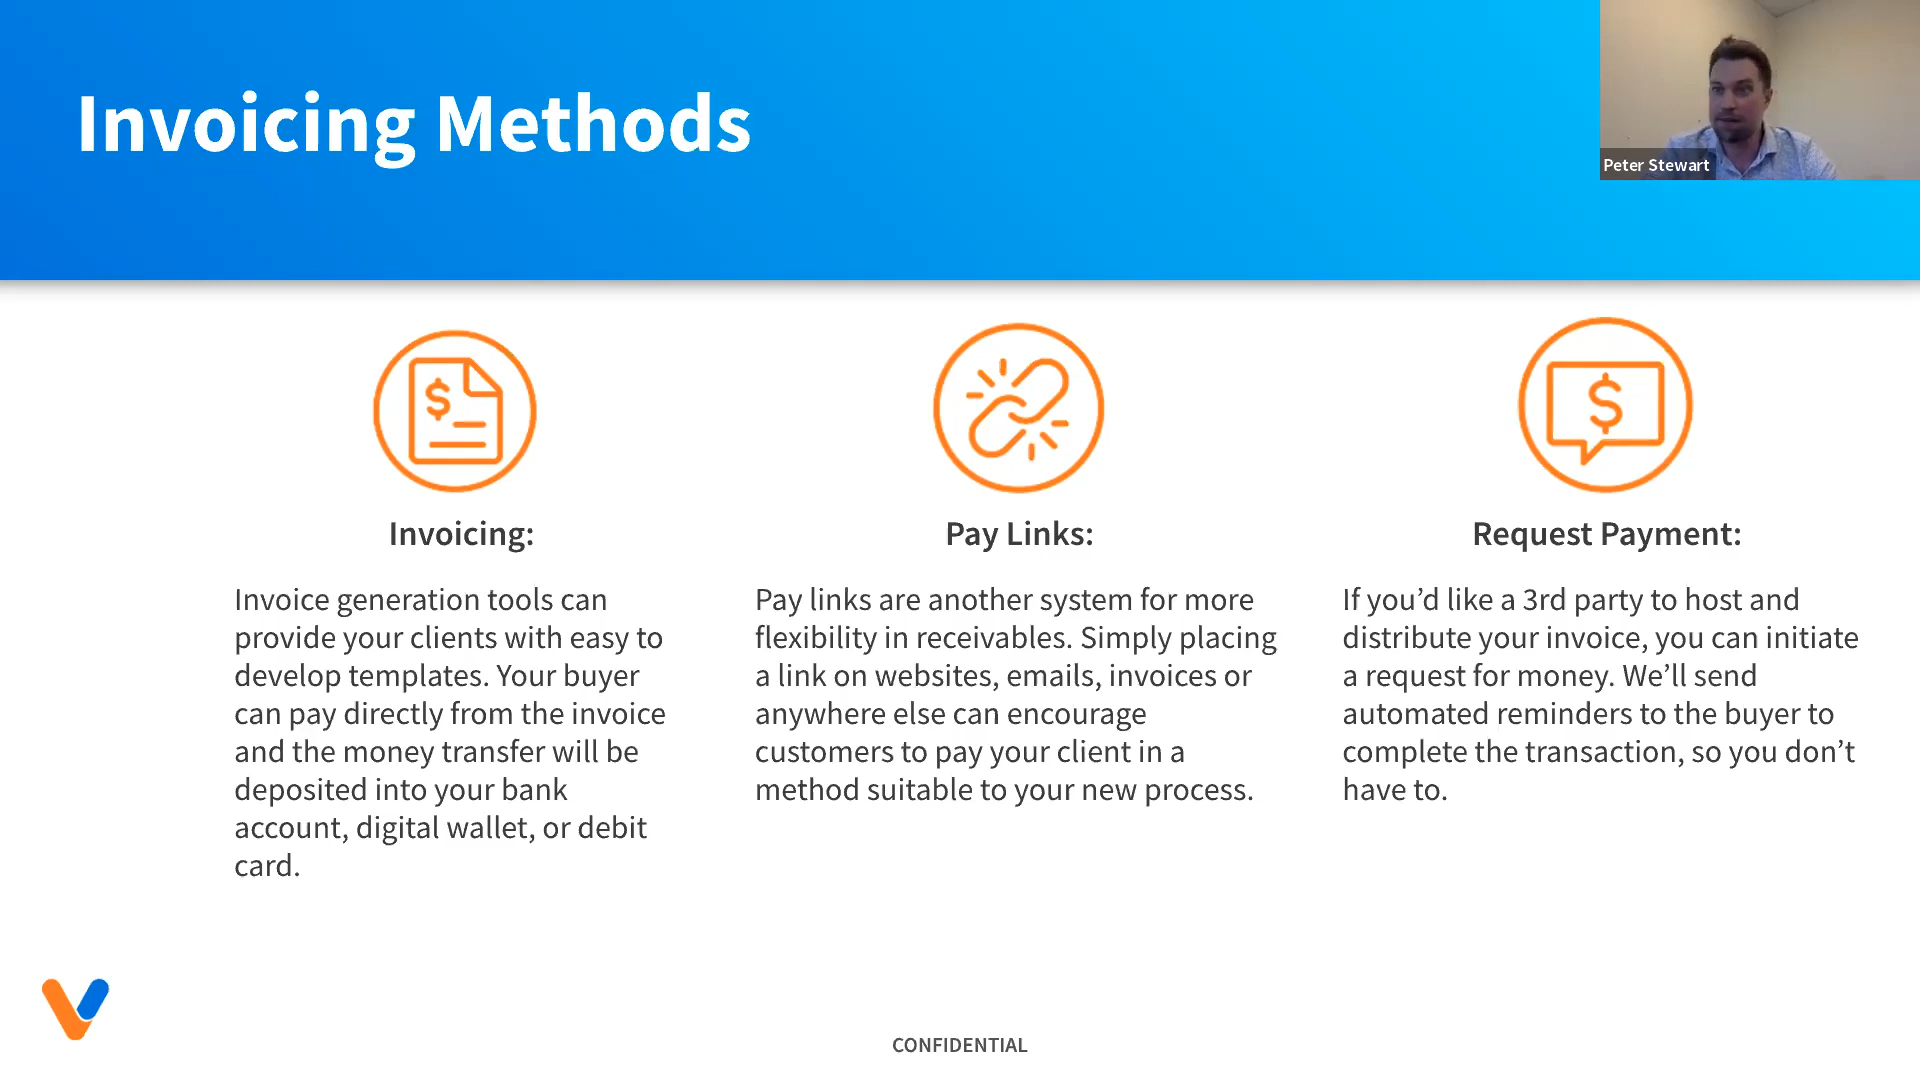 Invoicing Methods
Peter Stewart
Invoicing:
Invoice generation tools can
provide your clients with easy to
develop templates. Your buyer
can pay directly from the invoice
and the money transfer will be
deposited into your bank
account, digital wallet, or debit
card.
Pay Links:
Pay links are another system for more
flexibility in receivables. Simply placing
a link on websites, emails, invoices or
anywhere else can encourage
customers to pay your client in a
method suitable to your new process.
Request Payment:
If you’d like a 3rd party to host and
distribute your invoice, you can initiate
a request for money. We’ll send
automated reminders to the buyer to
complete the transaction, so you don’t
have to.
CONFIDENTIAL